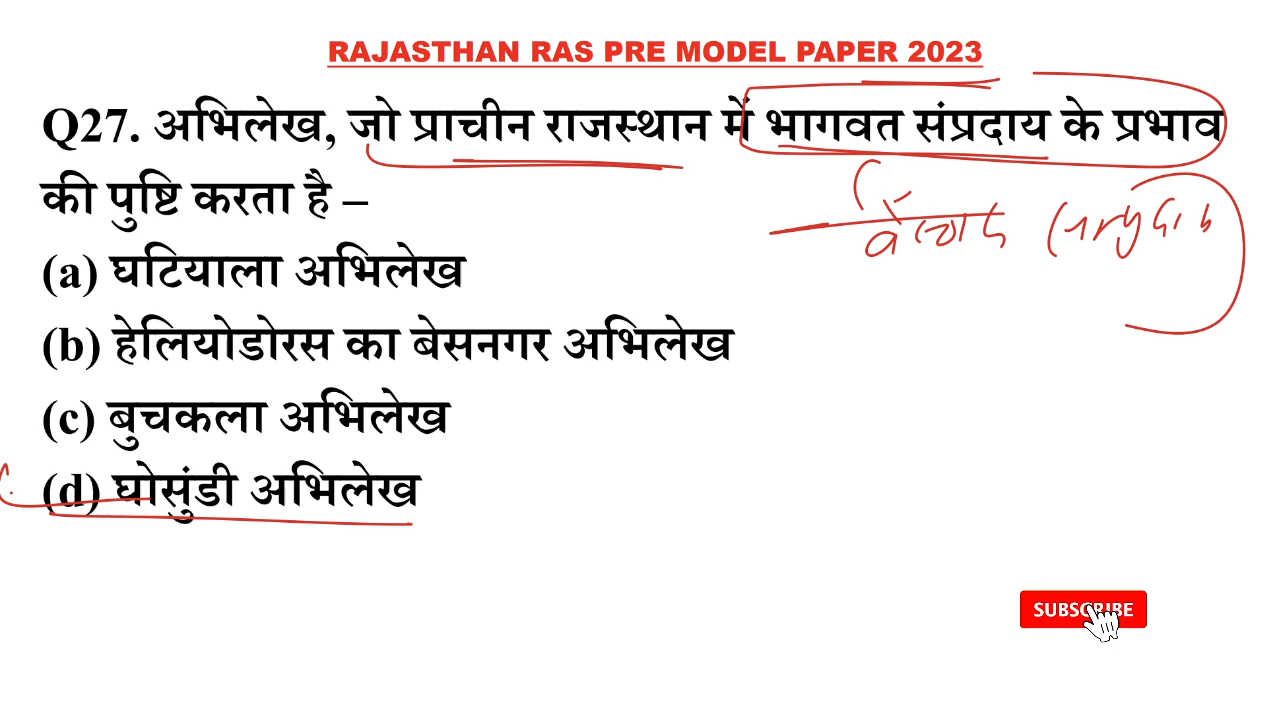 RAJASTHAN RAS PRE MODEL PAPER 2023
Q27. अभिलेख, जो प्राचीन राजस्थान में भागवत संप्रदाय के प्रभाव
की पुष्टि करता है –
(a) घटियाला अभिलेख
(b) हेलियोडोरस का बेसनगर अभिलेख
(c) बुचकला अभिलेख
(d) घोसुंडी अभिलेख
SUBSCRIBE